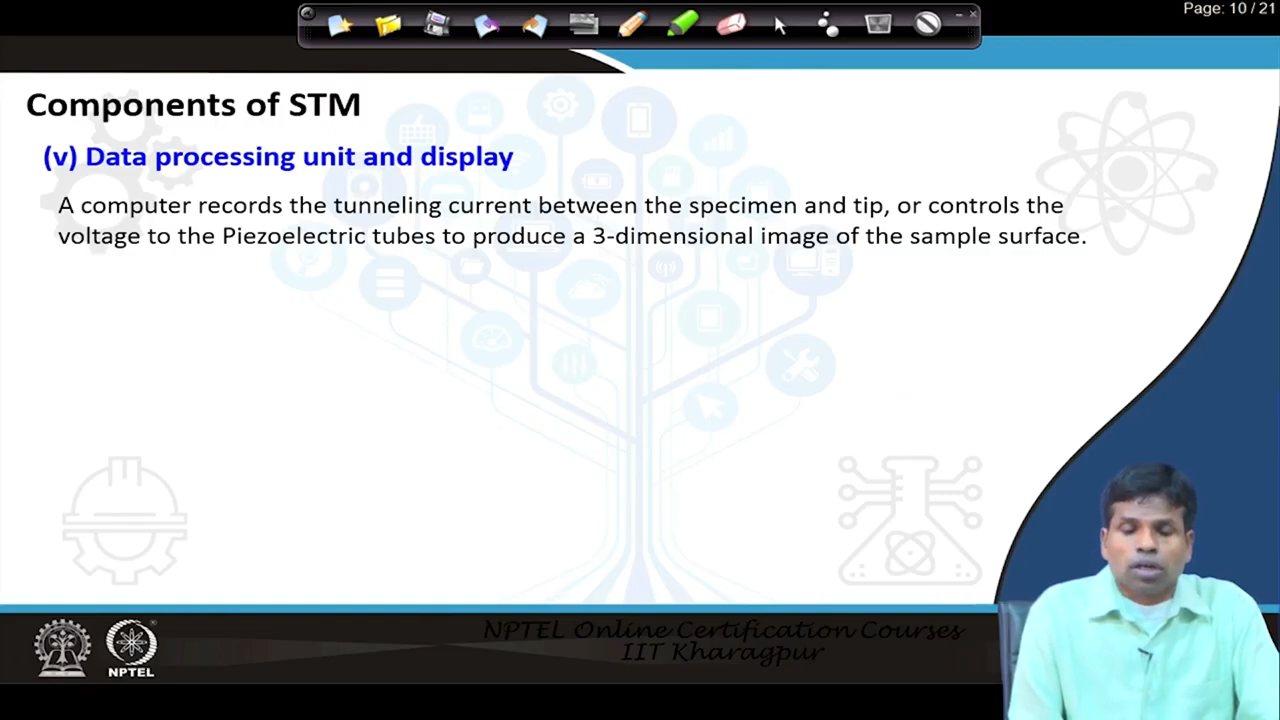 Page: 10 / 21
Components of STM
(v) Data processing unit and display
A computer records the tunneling current between the specimen and tip, or controls the
voltage to the Piezoelectric tubes to produce a 3-dimensional image of the sample surface.
NPTEL Online Certification Courses
IIT Kharagpur
NPTEL